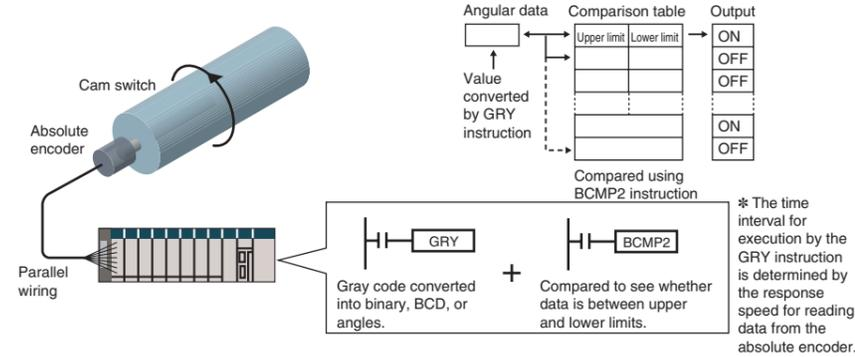 Angular data
Comparison table
Output
Upper limit
Lower limit
ON
OFF
OFF
ON
OFF
Value
converted
by GRY
instruction
Compared using
BCMP2 instruction
Cam switch
Absolute
encoder
Parallel
wiring
GRY
Gray code converted
into binary, BCD, or
angles.
+
BCMP2
Compared to see whether
data is between upper
and lower limits.
✻ The time
interval for
execution by the
GRY instruction
is determined by
the response
speed for reading
data from the
absolute encoder.